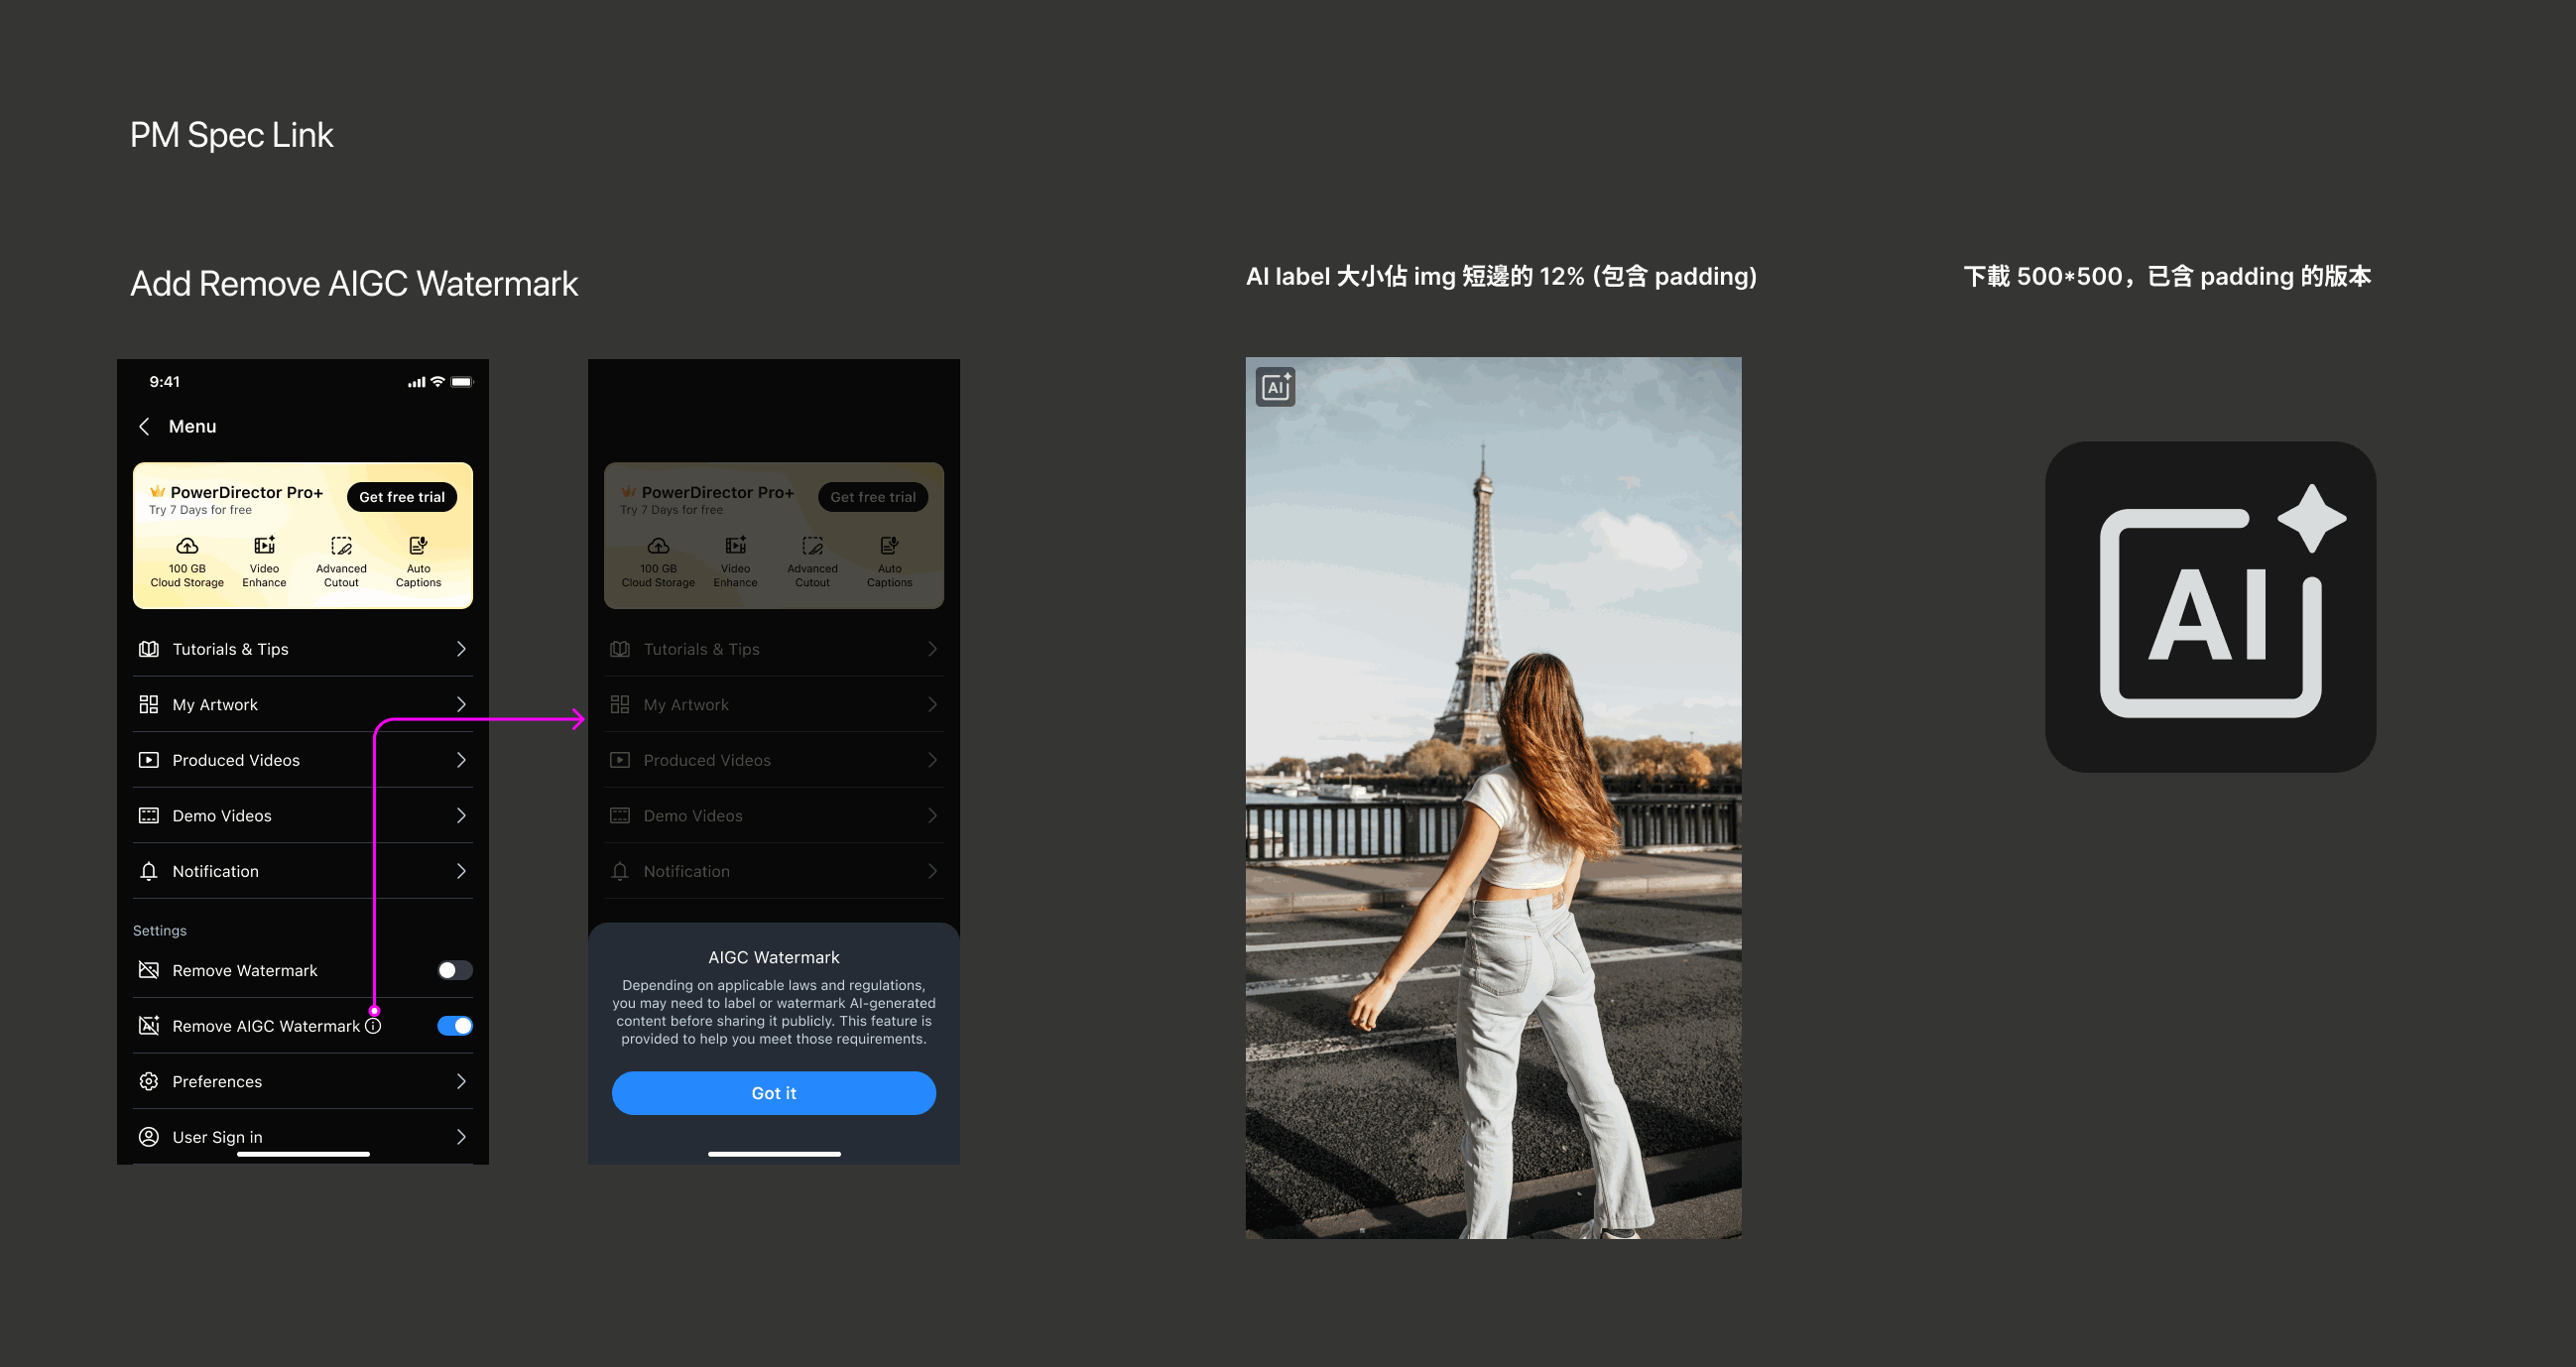 PM Spec Link
Add Remove AIGC Watermark
9:41
Menu
PowerDirector Pro+
Try 7 Days for free
Get free trial
100 GB
Cloud Storage
Video
Enhance
Advanced
Cutout
Auto
Captions
Tutorials & Tips
My Artwork
Produced Videos
Demo Videos
Notification
Settings
Remove Watermark
Remove AIGC Watermark
Preferences
User Sign in
PowerDirector Pro+
Try 7 Days for free
Get free trial
100 GB
Cloud Storage
Video
Enhance
Advanced
Cutout
Auto
Captions
Tutorials & Tips
My Artwork
Produced Videos
Demo Videos
Notification
AIGC Watermark
Depending on applicable laws and regulations,
you may need to label or watermark AI-generated
content before sharing it publicly. This feature is
provided to help you meet those requirements.
Got it
AI label 大小佔 img 短邊的 12% (包含 padding)
AI
下載 500*500，已含 padding 的版本
AI